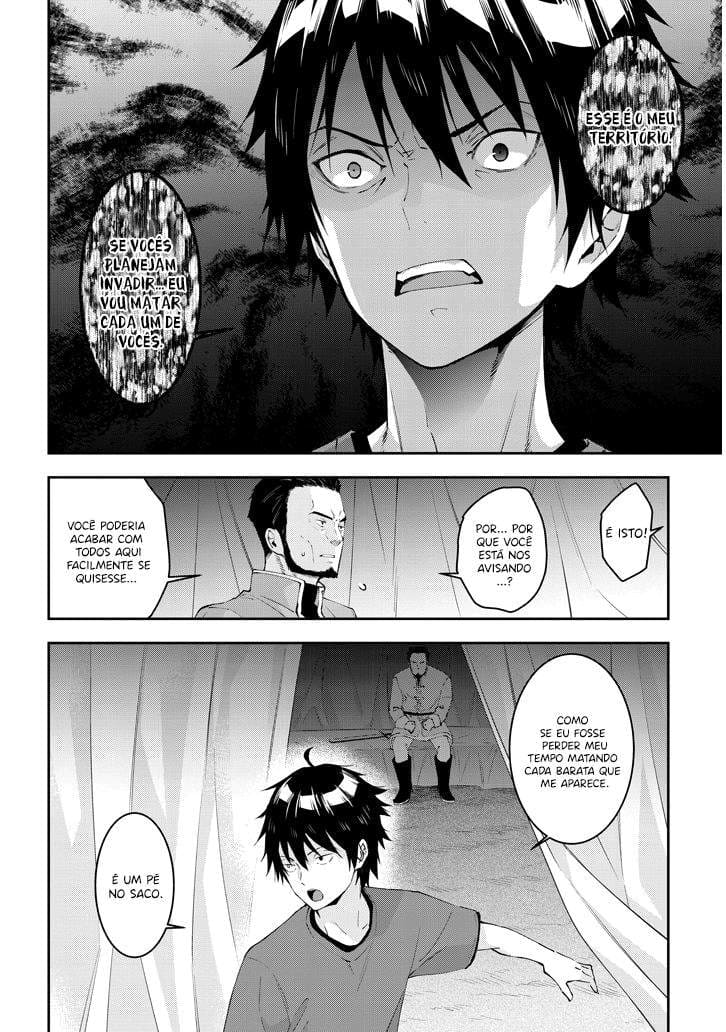 ESSE É O MEU
TERRITÓRIO!
SE VOCÊS
PLANEJAM
INVADIR...EU
VOU MATAR
CADA UM DE
VOCÊS.
É ISTO!
POR... POR
QUE VOCÊ
ESTÁ NOS
AVISANDO
...?
VOCÊ PODERIA
ACABAR COM
TODOS AQUI
FACILMENTE SE
QUISESSE...
COMO
SE EU FOSSE
PERDER MEU
TEMPO MATANDO
CADA BARATA QUE
ME APARECE.
É UM PÉ
NO SACO.